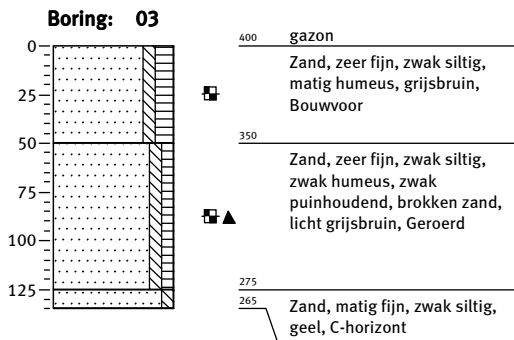 Boring: 03
0
25
50
75
100
125
400
gazon
Zand, zeer fijn, zwak siltig,
matig humeus, grijsbruin,
Bouwvoor
350
Zand, zeer fijn, zwak siltig,
zwak humeus, zwak
puinhoudend, brokken zand,
licht grijsbruin, Geroerd
275
265
Zand, matig fijn, zwak siltig,
geel, C-horizont